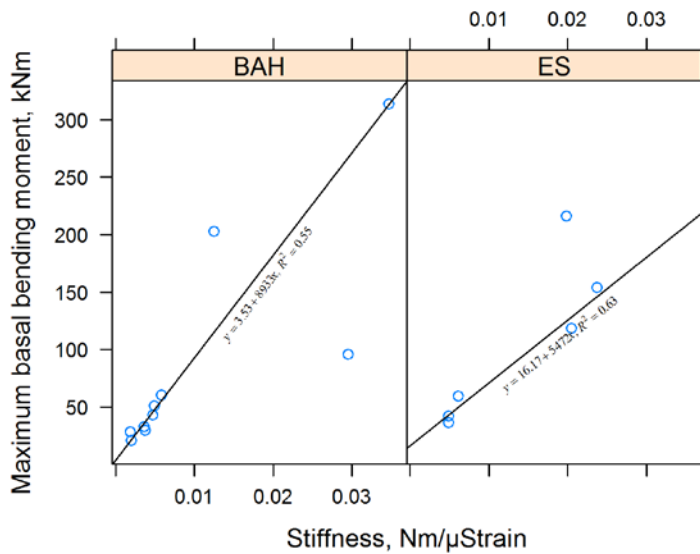 0.01 0.02 0.03
BAH ES
Maximum basal bending moment, kNm
300
250
200
150
100
50
y = 3.53+8933x, R² = 0.55
y = 16.17+5472x, R² = 0.63
0.01 0.02 0.03
Stiffness, Nm/μStrain